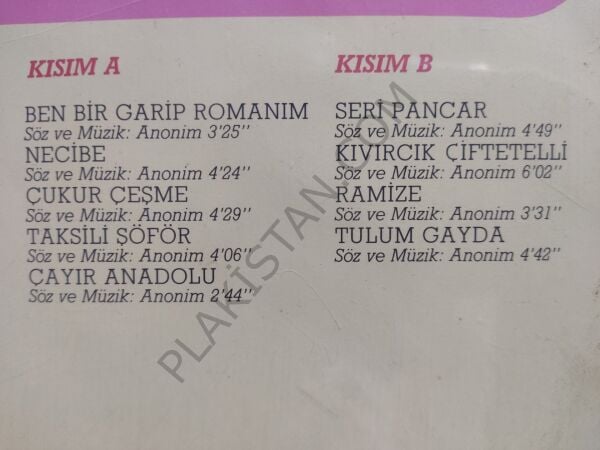 KISIM A
BEN BİR GARİP ROMANIM
Söz ve Müzik: Anonim 3'25"
NECİBE
Söz ve Müzik: Anonim 4'24"
ÇUKUR ÇEŞME
Söz ve Müzik: Anonim 4'29"
TAKSİLİ ŞÖFÖR
Söz ve Müzik: Anonim 4'06"
ÇAYIR ANADOLU
Söz ve Müzik: Anonim 2'44"
KISIM B
SERİ PANCAR
Söz ve Müzik: Anonim 4'49"
KIVIRCIK ÇİFTETELLİ
Söz ve Müzik: Anonim 6'02"
RAMİZE
Söz ve Müzik: Anonim 3'31"
TULUM GAYDA
Söz ve Müzik: Anonim 4'42"
PLAKİSTAN.COM